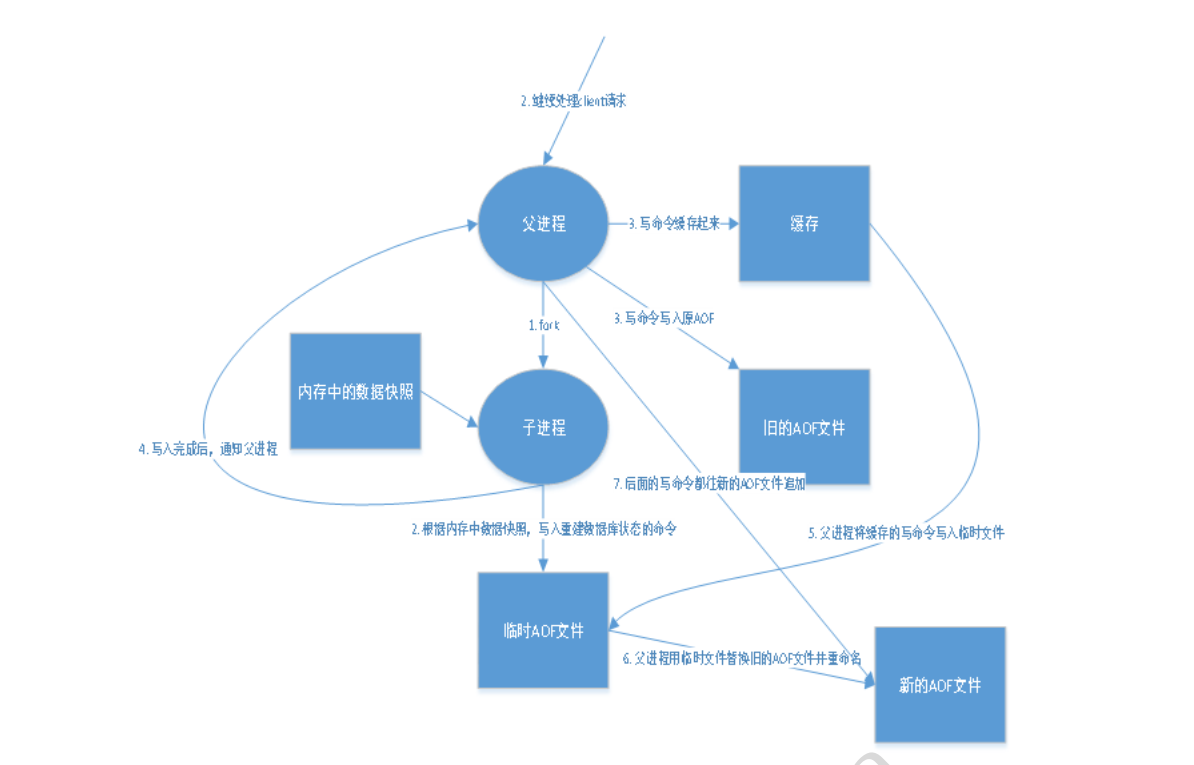 2. 继续处理client请求
父进程
3. 写命令缓存起来
缓存
1. fork
3. 写命令写入原AOF
内存中的数据快照
子进程
旧的AOF文件
4. 写入完成后，通知父进程
7. 后面的写命令都往新的AOF文件追加
2. 根据内存中数据快照，写入重建数据库状态的命令
5. 父进程将缓存的写命令写入临时文件
临时AOF文件
6. 父进程用临时文件替换旧的AOF文件并重命名
新的AOF文件